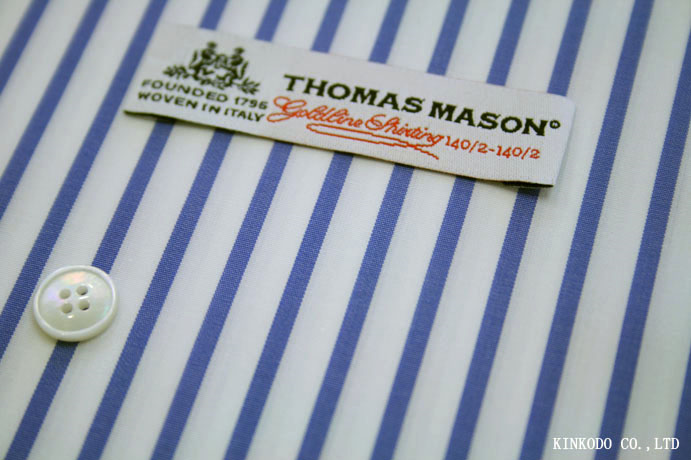 FOUNDED 1796
WOVEN IN ITALY
THOMAS MASON®
Goldline Shirting 140/2-140/2
KINKODO CO.,LTD